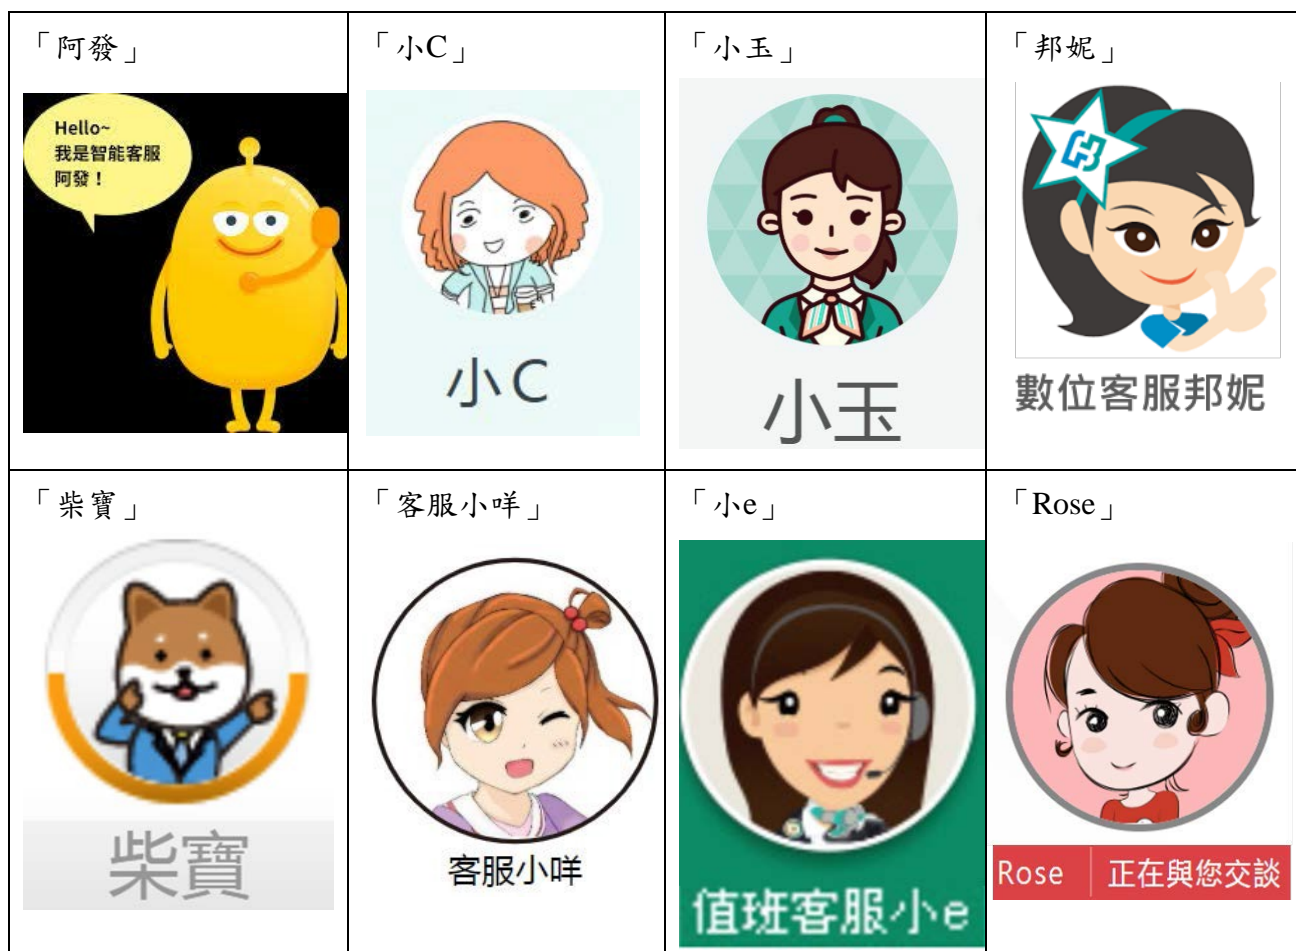 「阿發」
Hello~
我是智能客服
阿發！
「小C」
小C
「小玉」
小玉
「邦妮」
數位客服邦妮
「柴寶」
柴寶
「客服小咩」
客服小咩
「小e」
值班客服小e
「Rose」
Rose 正在與您交談